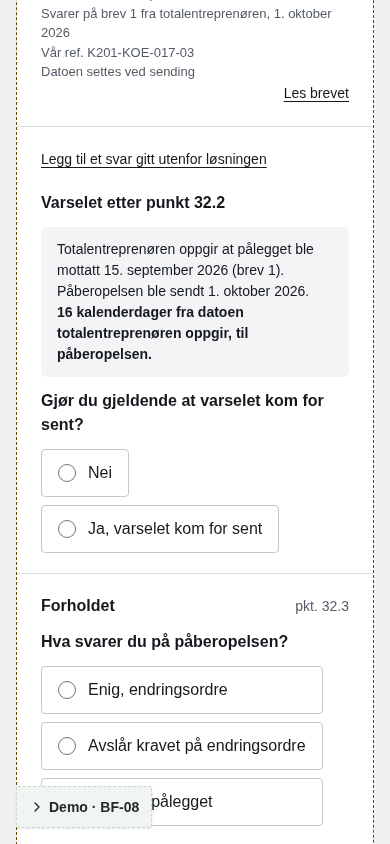 Svarer på brev 1 fra totalentreprenøren, 1. oktober
2026
Vår ref. K201-KOE-017-03
Datoen settes ved sending
Les brevet
Legg til et svar gitt utenfor løsningen
Varselet etter punkt 32.2
Totalentreprenøren oppgir at pålegget ble
mottatt 15. september 2026 (brev 1).
Påberopelsen ble sendt 1. oktober 2026.
16 kalenderdager fra datoen
totalentreprenøren oppgir, til
påberopelsen.
Gjør du gjeldende at varselet kom for
sent?
Nei
Ja, varselet kom for sent
Forholdet pkt. 32.3
Hva svarer du på påberopelsen?
Enig, endringsordre
Avslår kravet på endringsordre
pålegget
Demo · BF-08